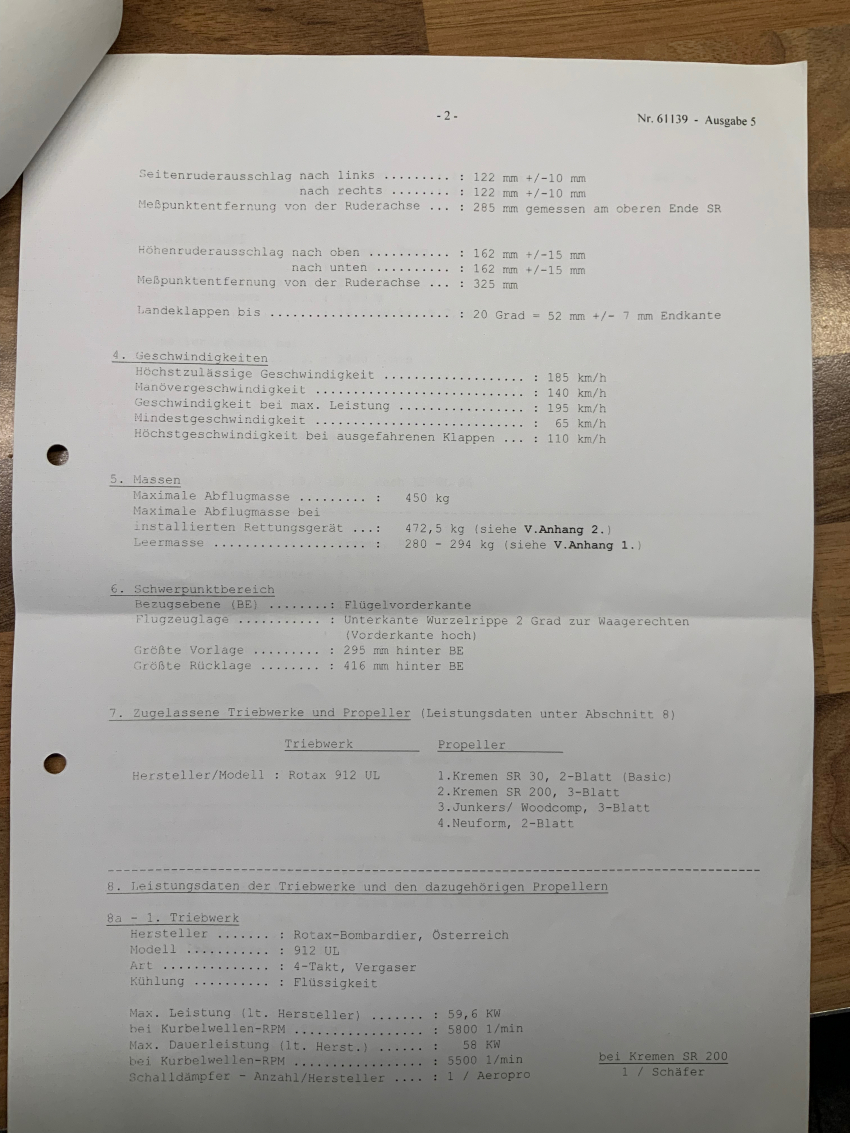 - 2 -
Nr. 61139 - Ausgabe 5
Seitenruderausschlag nach links ......... : 122 mm +/-10 mm
nach rechts ........ : 122 mm +/-10 mm
Meßpunktentfernung von der Ruderachse ... : 285 mm gemessen am oberen Ende SR
Höhenruderausschlag nach oben ........... : 162 mm +/-15 mm
nach unten .......... : 162 mm +/-15 mm
Meßpunktentfernung von der Ruderachse ... : 325 mm
Landeklappen bis ........................ : 20 Grad = 52 mm +/- 7 mm Endkante
4. Geschwindigkeiten
Höchstzulässige Geschwindigkeit ................... : 185 km/h
Manövergeschwindigkeit ............................ : 140 km/h
Geschwindigkeit bei max. Leistung ................. : 195 km/h
Mindestgeschwindigkeit ............................ : 65 km/h
Höchstgeschwindigkeit bei ausgefahrenen Klappen ... : 110 km/h
5. Massen
Maximale Abflugmasse ......... : 450 kg
Maximale Abflugmasse bei
installierten Rettungsgerät ...: 472,5 kg (siehe V.Anhang 2.)
Leermasse .................... : 280 - 294 kg (siehe V.Anhang 1.)
6. Schwerpunktbereich
Bezugsebene (BE) ........: Flügelvorderkante
Flugzeuglage ........... : Unterkante Wurzelrippe 2 Grad zur Waagerechten
(Vorderkante hoch)
Größte Vorlage ......... : 295 mm hinter BE
Größte Rücklage ........ : 416 mm hinter BE
7. Zugelassene Triebwerke und Propeller (Leistungsdaten unter Abschnitt 8)
Triebwerk Propeller
Hersteller/Modell : Rotax 912 UL 1.Kremen SR 30, 2-Blatt (Basic)
2.Kremen SR 200, 3-Blatt
3.Junkers/ Woodcomp, 3-Blatt
4.Neuform, 2-Blatt
8. Leistungsdaten der Triebwerke und den dazugehörigen Propellern
8a - 1. Triebwerk
Hersteller ....... : Rotax-Bombardier, Österreich
Modell ........... : 912 UL
Art .............. : 4-Takt, Vergaser
Kühlung .......... : Flüssigkeit
Max. Leistung (lt. Hersteller) ....... : 59,6 KW
bei Kurbelwellen-RPM ................. : 5800 1/min
Max. Dauerleistung (lt. Herst.) ...... : 58 KW
bei Kurbelwellen-RPM ................. : 5500 1/min bei Kremen SR 200
Schalldämpfer - Anzahl/Hersteller .... : 1 / Aeropro 1 / Schäfer